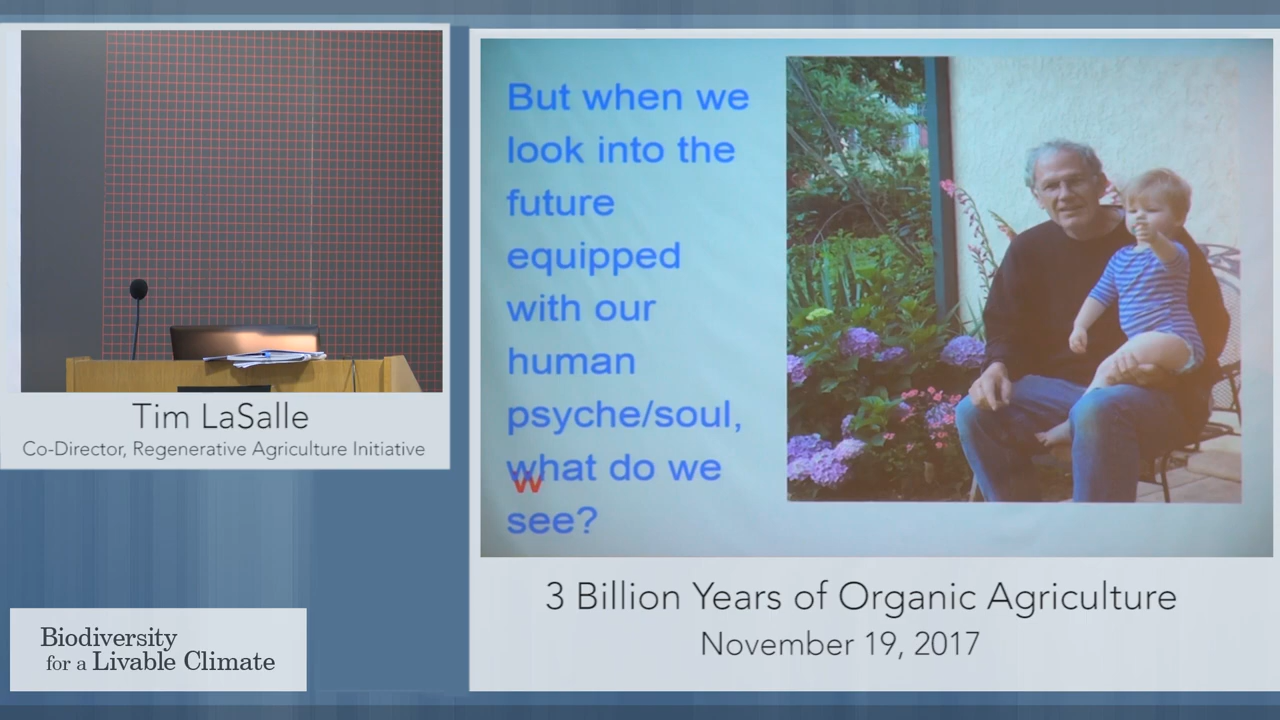 Tim LaSalle
Co-Director, Regenerative Agriculture Initiative
Biodiversity
for a Livable Climate
But when we
look into the
future
equipped
with our
human
psyche/soul,
what do we
w
see?
3 Billion Years of Organic Agriculture
November 19, 2017